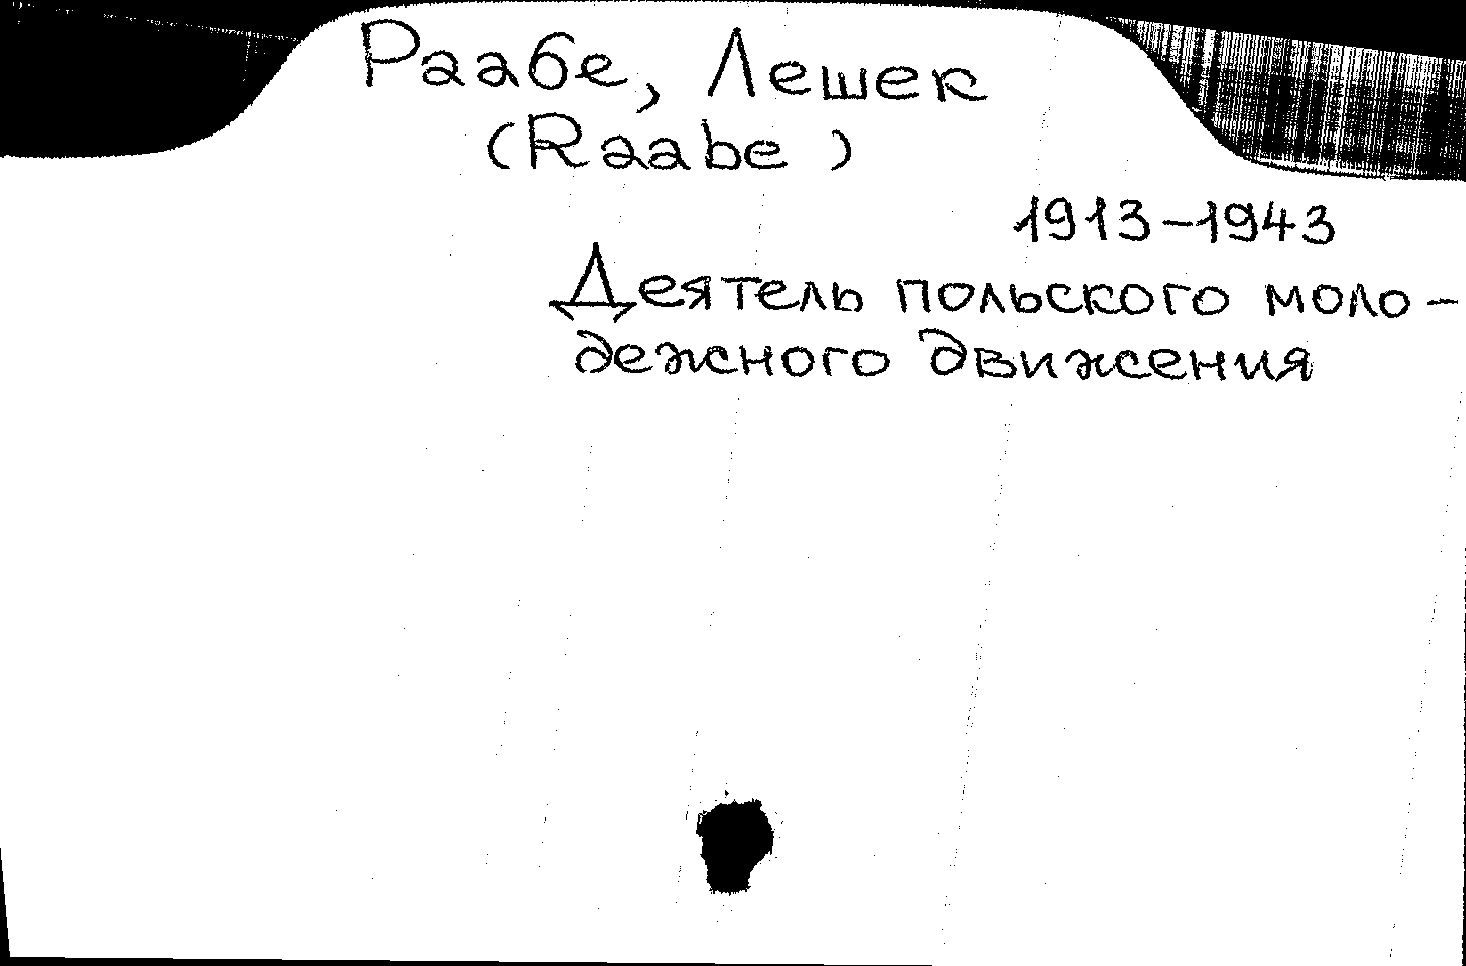 Раабе, Лешек
(Raabe)
1913-1943
Деятель польского моло-
дежного движения